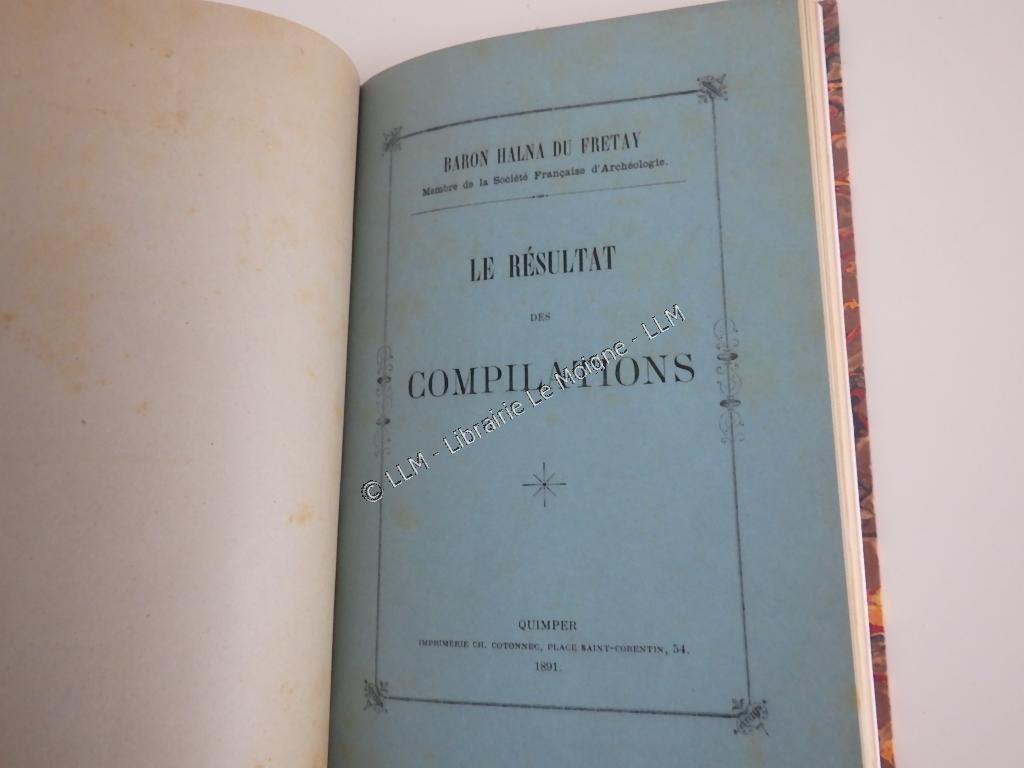 BARON HALNA DU FRETAY
Membre de la Société Française d'Archéologie.
LE RÉSULTAT
DES
COMPILATIONS
© LLM - Librairie Le Moigne - LLM
QUIMPER
IMPRIMERIE CH. COTONNEC, PLACE SAINT-CORENTIN, 54.
1891.